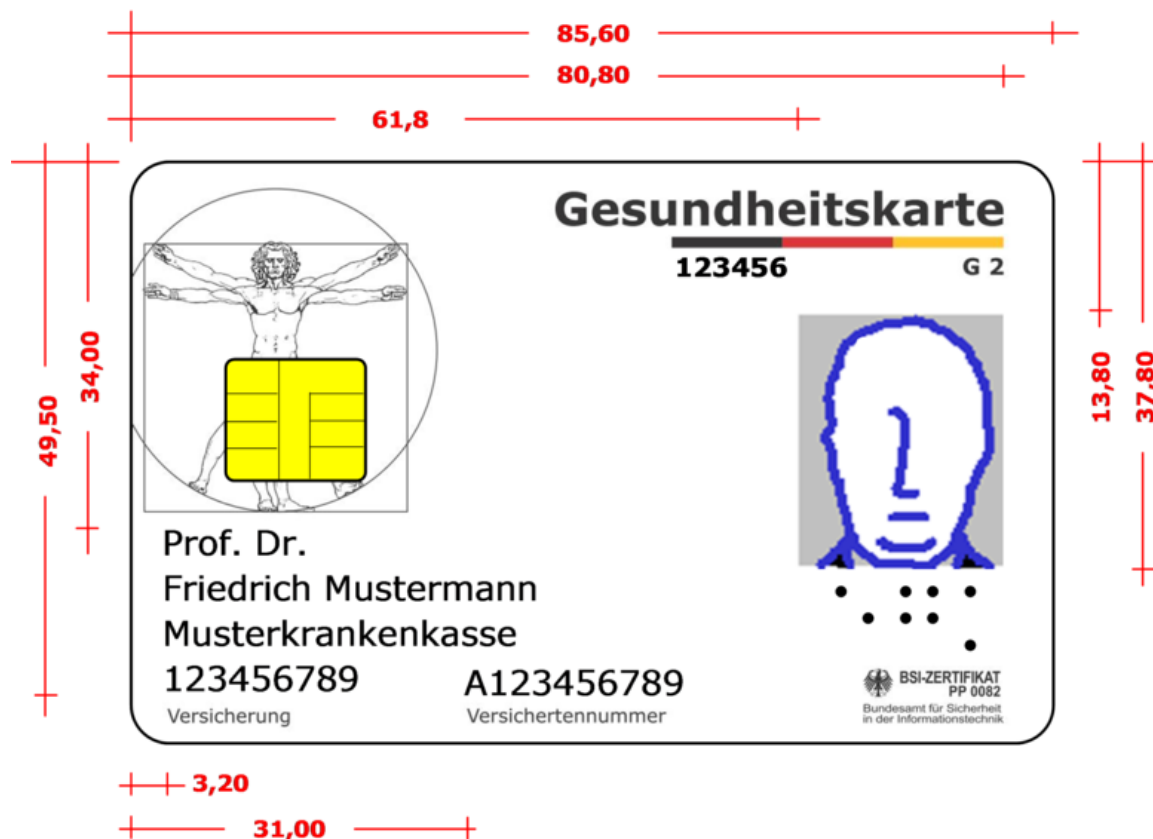 85,60
80,80
61,8
Gesundheitskarte
123456 G 2
34,00
49,50
13,80
37,80
Prof. Dr.
Friedrich Mustermann
Musterkrankenkasse
123456789 A123456789
Versicherung Versichertennummer
BSI-ZERTIFIKAT
PP 0082
Bundesamt für Sicherheit
in der Informationstechnik
3,20
31,00